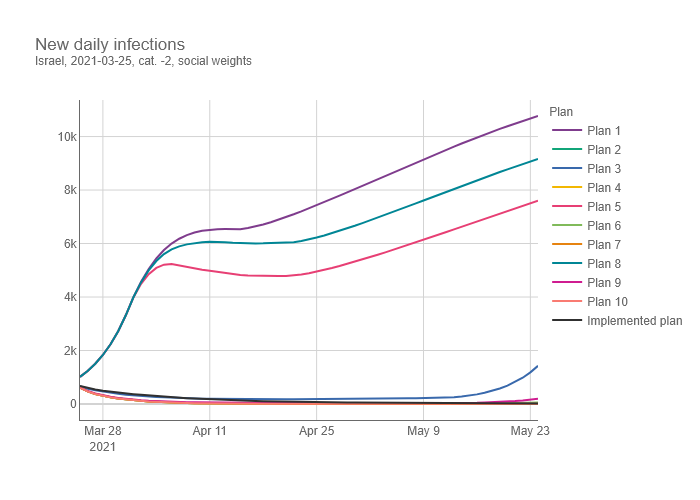 New daily infections
Israel, 2021-03-25, cat. -2, social weights
Plan
Plan 1
Plan 2
Plan 3
Plan 4
Plan 5
Plan 6
Plan 7
Plan 8
Plan 9
Plan 10
Implemented plan
10k
8k
6k
4k
2k
0
Mar 28
2021
Apr 11
Apr 25
May 9
May 23